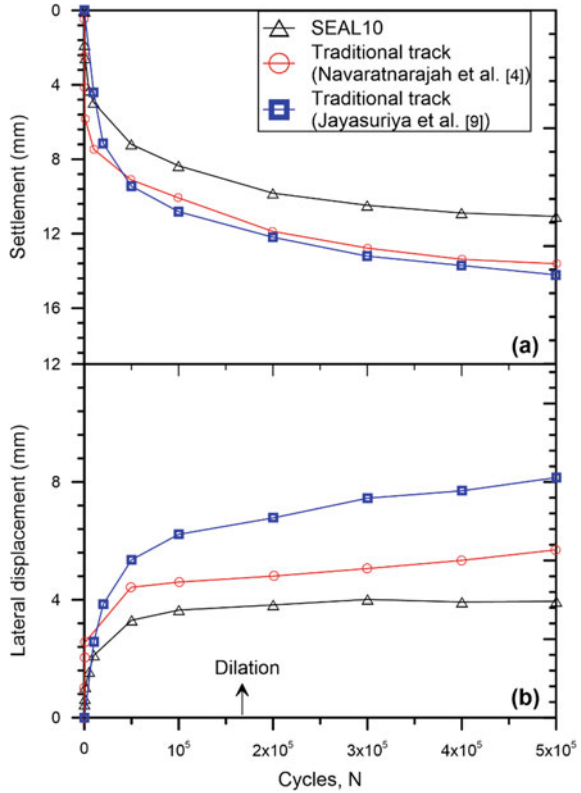 0
4
8
12
16
Settlement (mm)
SEAL10
Traditional track
(Navaratnarajah et al. [4])
Traditional track
(Jayasuriya et al. [9])
(a)
12
8
4
0
Lateral displacement (mm)
Dilation
(b)
0
10⁵
2x10⁵
3x10⁵
4x10⁵
5x10⁵
Cycles, N